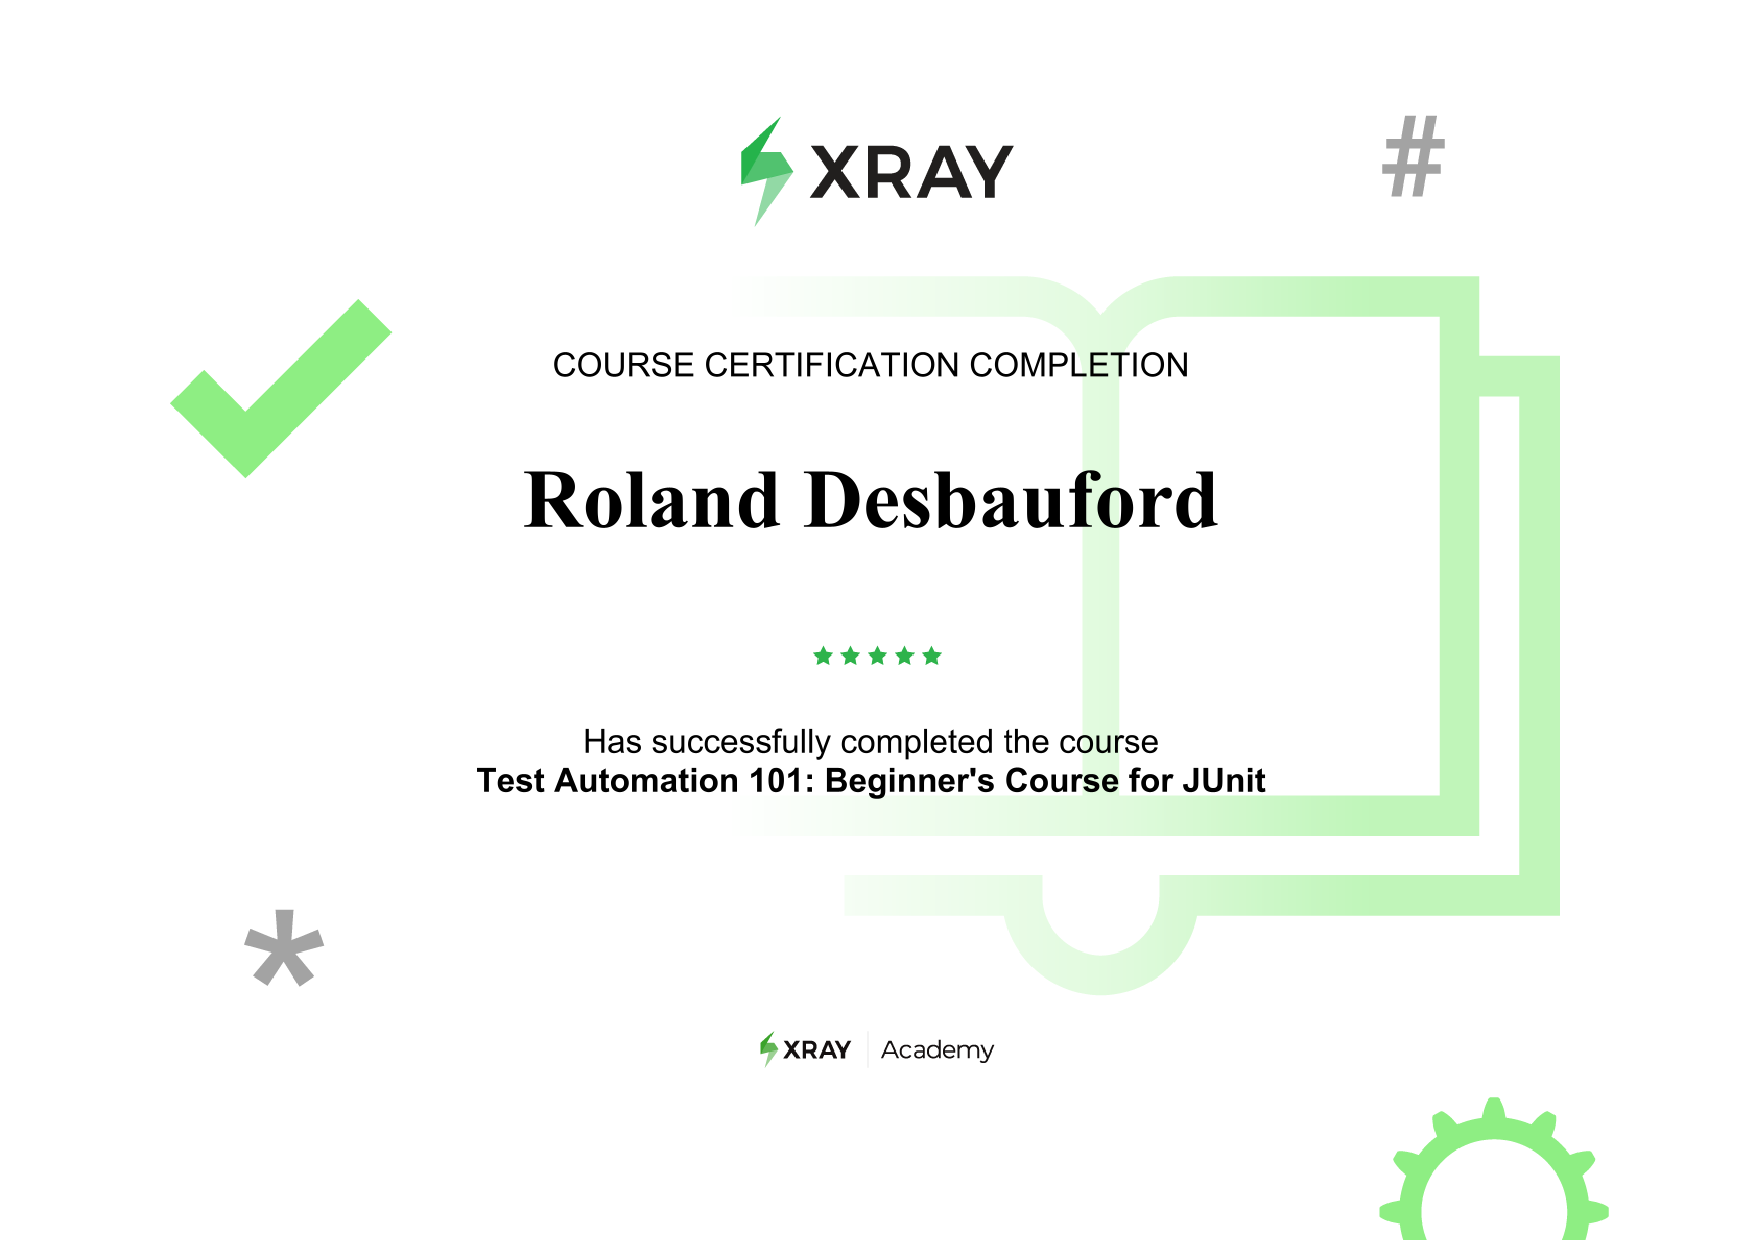 XRAY
#
COURSE CERTIFICATION COMPLETION
Roland Desbauford
Has successfully completed the course
Test Automation 101: Beginner's Course for JUnit
*
XRAY | Academy